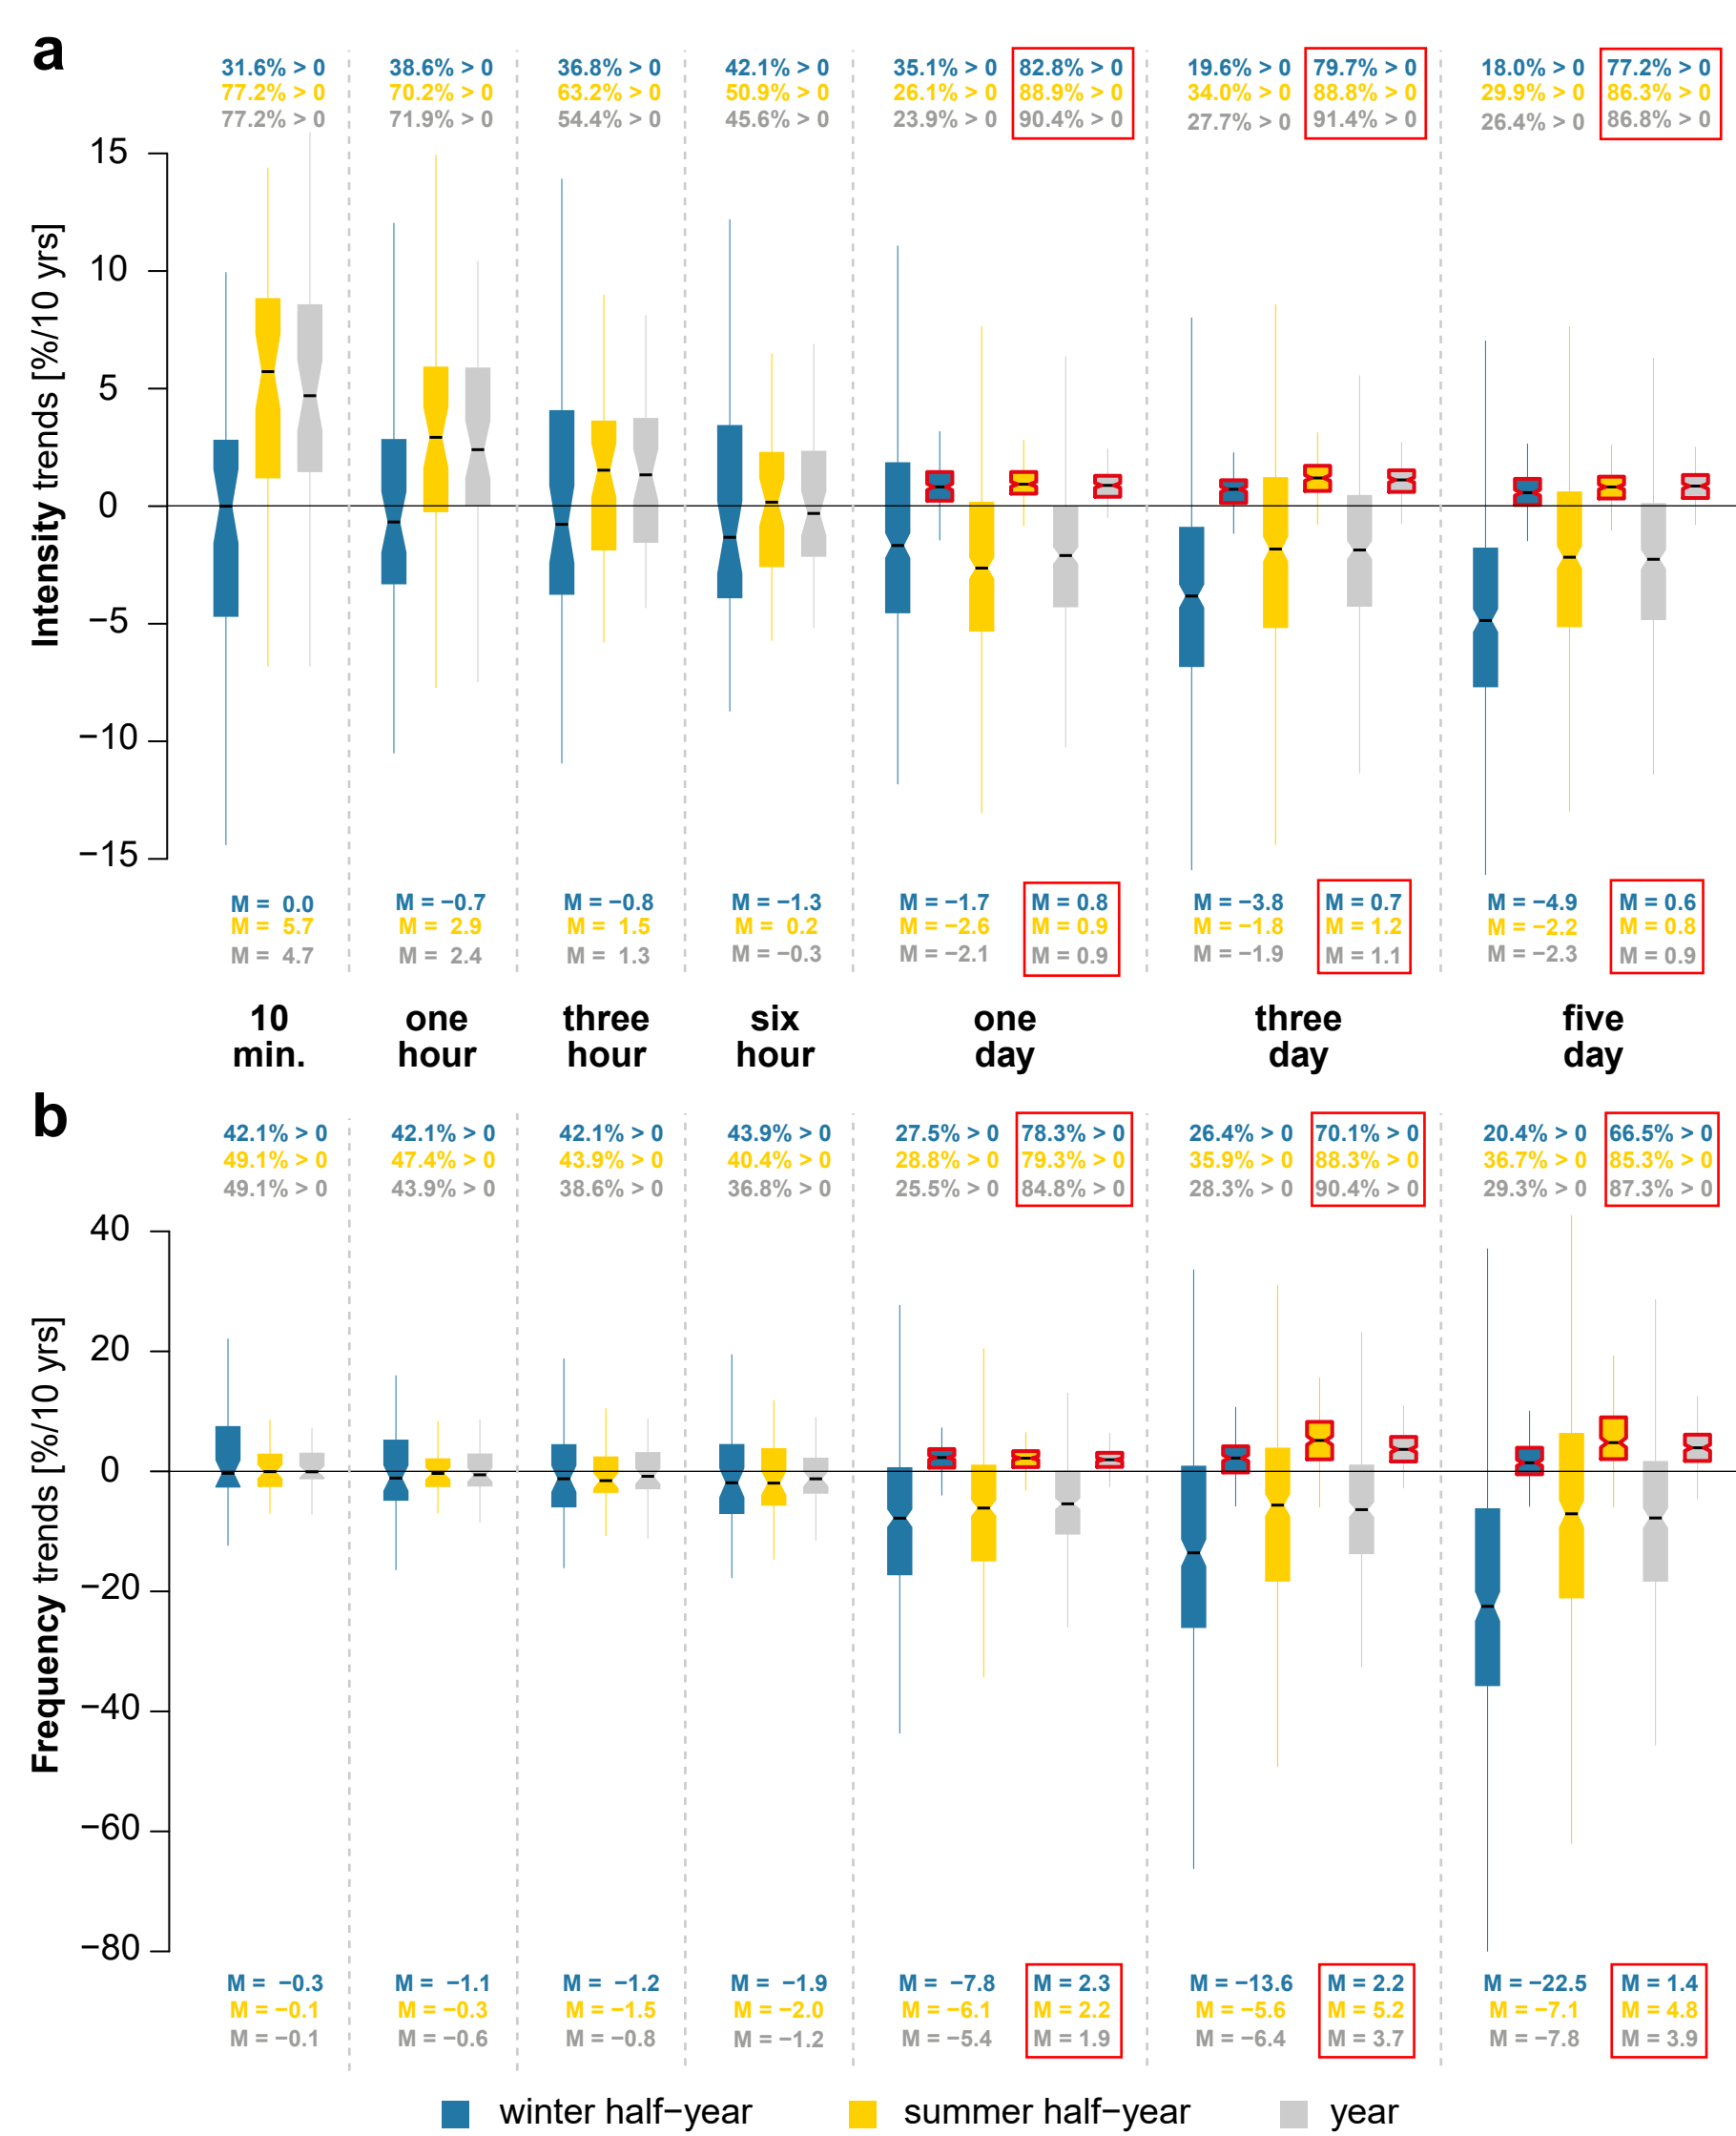 a
31.6% > 0 38.6% > 0 36.8% > 0 42.1% > 0 35.1% > 0 82.8% > 0 19.6% > 0 79.7% > 0 18.0% > 0 77.2% > 0
77.2% > 0 70.2% > 0 63.2% > 0 50.9% > 0 26.1% > 0 88.9% > 0 34.0% > 0 88.8% > 0 29.9% > 0 86.3% > 0
77.2% > 0 71.9% > 0 54.4% > 0 45.6% > 0 23.9% > 0 90.4% > 0 27.7% > 0 91.4% > 0 26.4% > 0 86.8% > 0
Intensity trends [%/10 yrs]
15
10
5
0
−5
−10
−15
M = 0.0 M = −0.7 M = −0.8 M = −1.3 M = −1.7 M = 0.8 M = −3.8 M = 0.7 M = −4.9 M = 0.6
M = 5.7 M = 2.9 M = 1.5 M = 0.2 M = −2.6 M = 0.9 M = −1.8 M = 1.2 M = −2.2 M = 0.8
M = 4.7 M = 2.4 M = 1.3 M = −0.3 M = −2.1 M = 0.9 M = −1.9 M = 1.1 M = −2.3 M = 0.9
10 one three six one three five
min. hour hour hour day day day
b
42.1% > 0 42.1% > 0 42.1% > 0 43.9% > 0 27.5% > 0 78.3% > 0 26.4% > 0 70.1% > 0 20.4% > 0 66.5% > 0
49.1% > 0 47.4% > 0 43.9% > 0 40.4% > 0 28.8% > 0 79.3% > 0 35.9% > 0 88.3% > 0 36.7% > 0 85.3% > 0
49.1% > 0 43.9% > 0 38.6% > 0 36.8% > 0 25.5% > 0 84.8% > 0 28.3% > 0 90.4% > 0 29.3% > 0 87.3% > 0
Frequency trends [%/10 yrs]
40
20
0
−20
−40
−60
−80
M = −0.3 M = −1.1 M = −1.2 M = −1.9 M = −7.8 M = 2.3 M = −13.6 M = 2.2 M = −22.5 M = 1.4
M = −0.1 M = −0.3 M = −1.5 M = −2.0 M = −6.1 M = 2.2 M = −5.6 M = 5.2 M = −7.1 M = 4.8
M = −0.1 M = −0.6 M = −0.8 M = −1.2 M = −5.4 M = 1.9 M = −6.4 M = 3.7 M = −7.8 M = 3.9
winter half−year summer half−year year